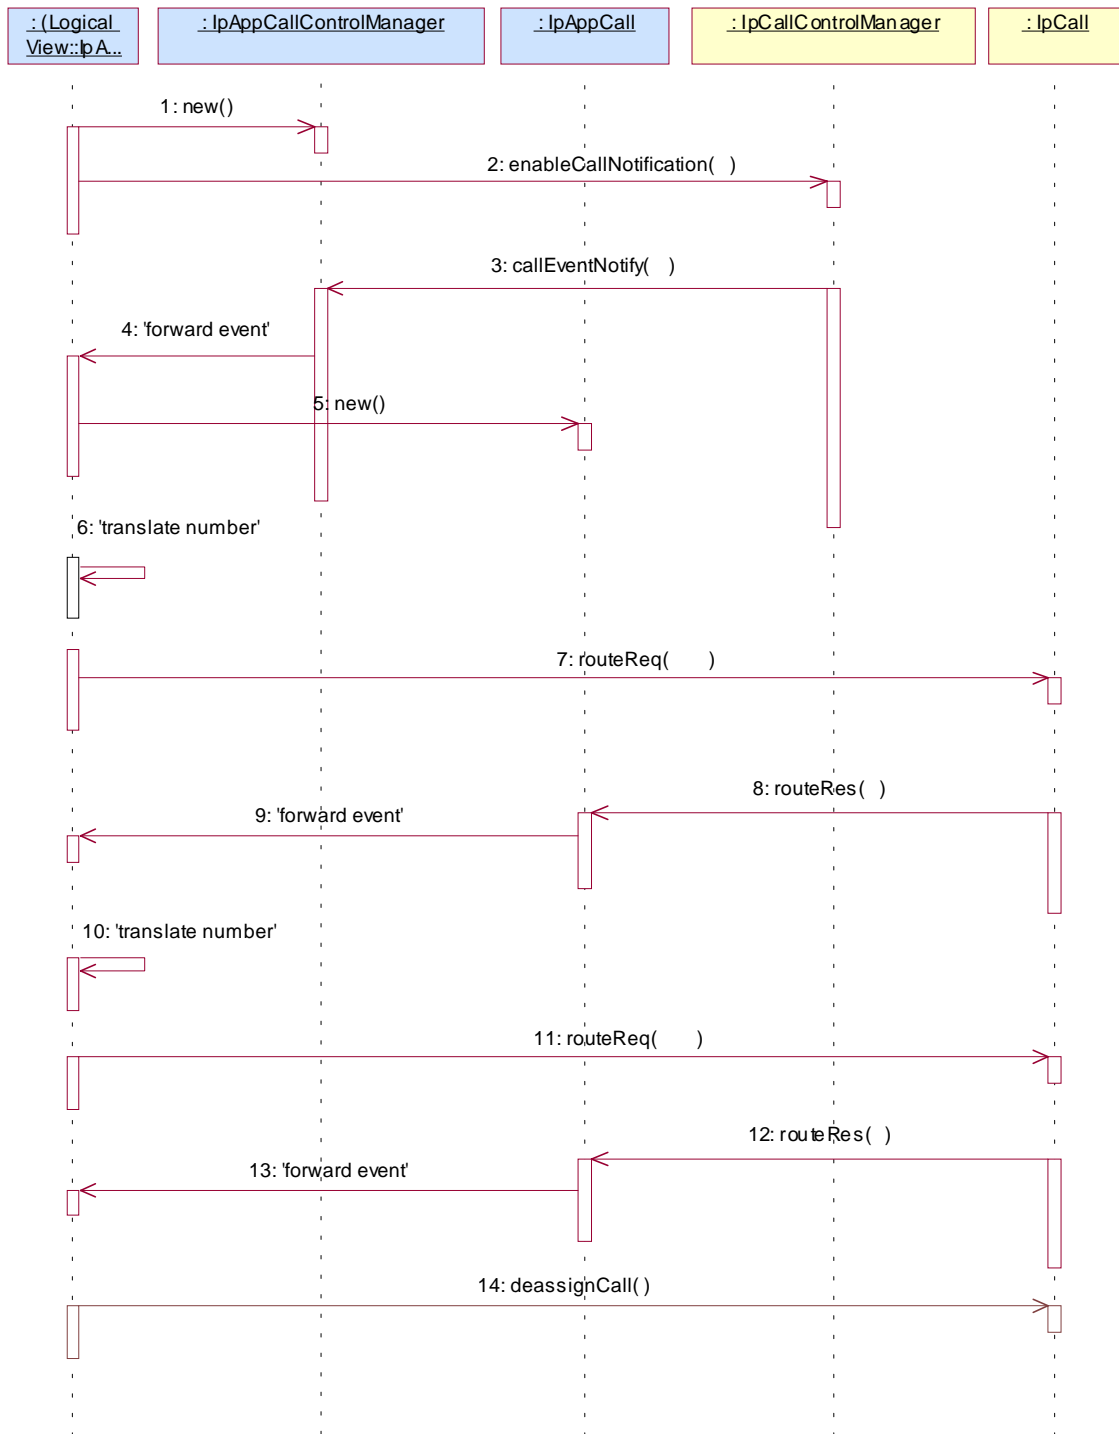 : (Logical
View::IpA...
: IpAppCallControlManager
: IpAppCall
: IpCallControlManager
: IpCall
1: new()
2: enableCallNotification( )
3: callEventNotify( )
4: 'forward event'
5: new()
6: 'translate number'
7: routeReq( )
8: routeRes( )
9: 'forward event'
10: 'translate number'
11: routeReq( )
12: routeRes( )
13: 'forward event'
14: deassignCall( )